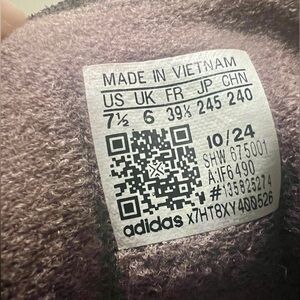 MADE IN VIETNAM
US UK FR JP CHN
7½ 6 39⅓ 245 240
10/24
SHW 675001
A:IF6490
#135825274
adidas X7HT8XY400526